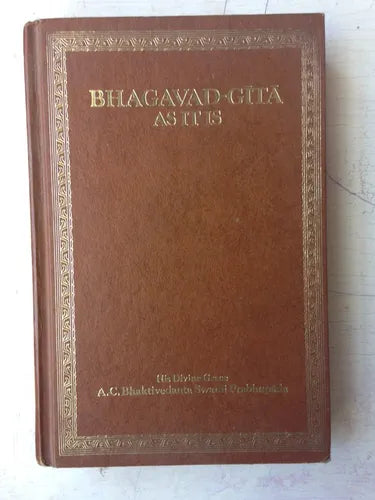 BHAGAVAD-GĪTĀ
AS IT IS
His Divine Grace
A.C. Bhaktivedanta Swami Prabhupāda